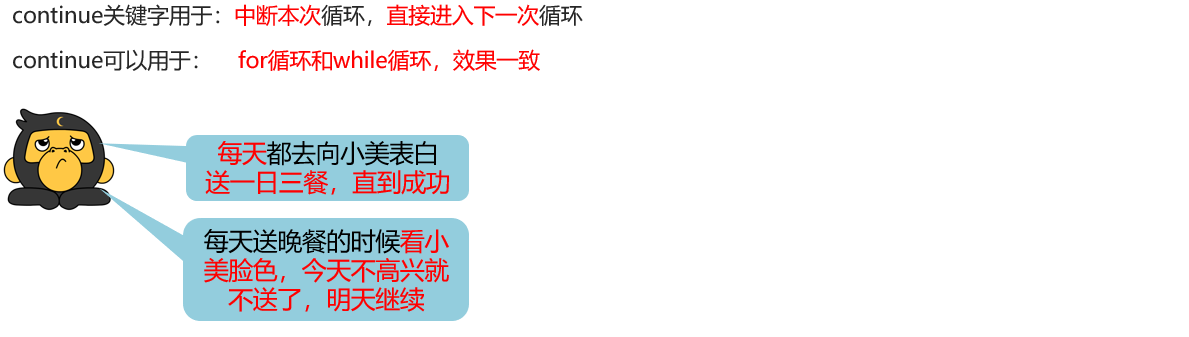 continue关键字用于：中断本次循环，直接进入下一次循环
continue可以用于： for循环和while循环，效果一致
每天都去向小美表白
送一日三餐，直到成功
每天送晚餐的时候看小
美脸色，今天不高兴就
不送了，明天继续